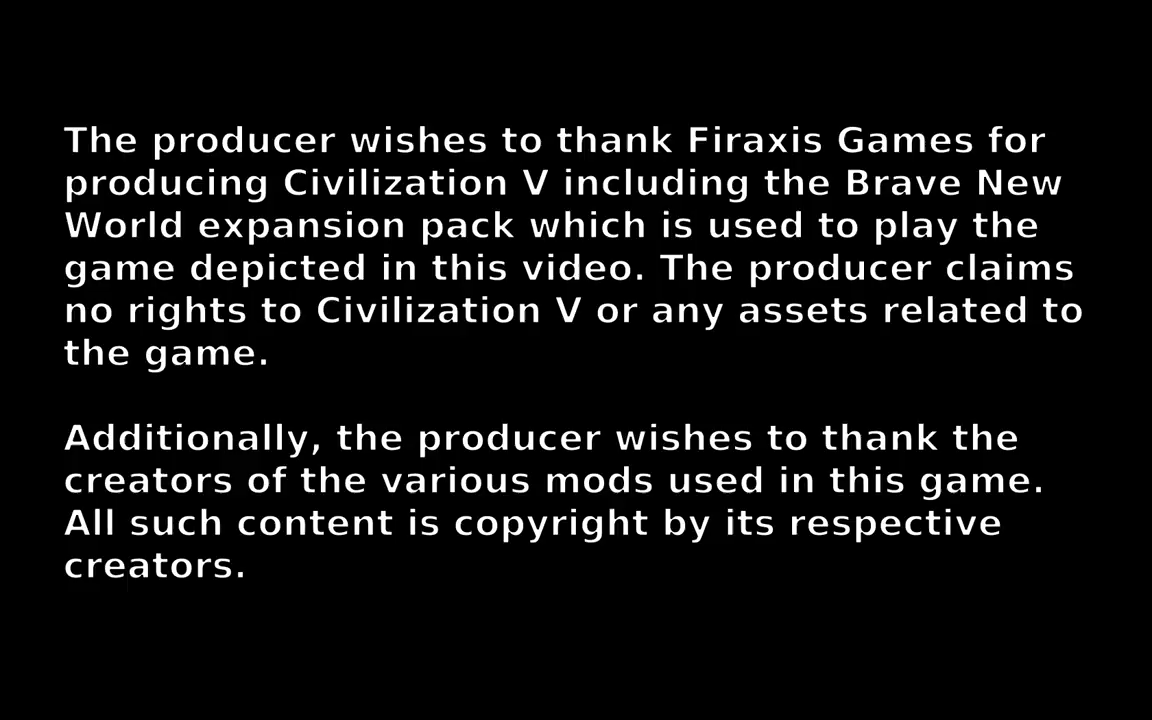 The producer wishes to thank Firaxis Games for
producing Civilization V including the Brave New
World expansion pack which is used to play the
game depicted in this video. The producer claims
no rights to Civilization V or any assets related to
the game.
Additionally, the producer wishes to thank the
creators of the various mods used in this game.
All such content is copyright by its respective
creators.